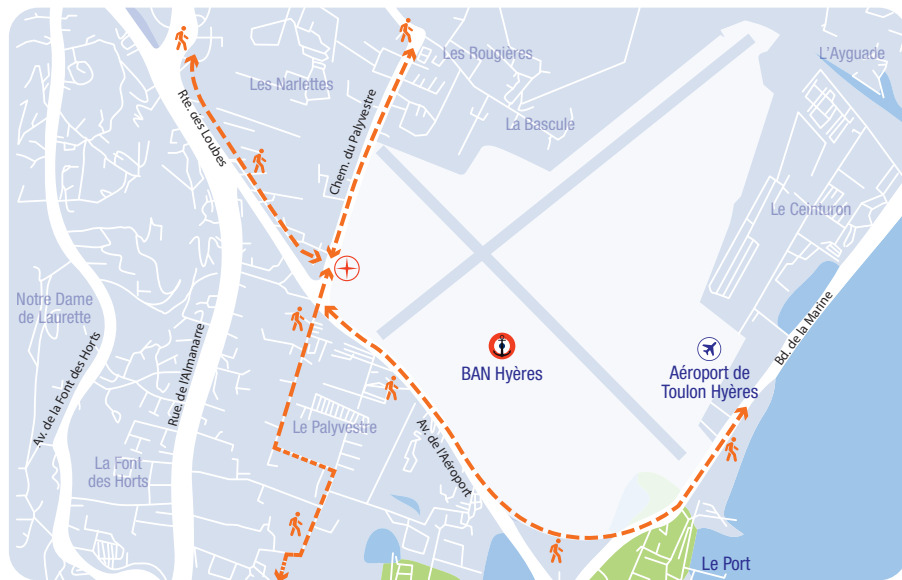 Les Rougières
L'Ayguade
Les Narlettes
Rte. des Loubes
Chem. du Palyvestre
La Bascule
Le Ceinturon
Notre Dame
de Laurette
Av. de la Font des Horts
Rue. de l'Almanarre
Bd. de la Marine
BAN Hyères
Aéroport de
Toulon Hyères
Le Palyvestre
Av. de l'Aéroport
La Font
des Horts
Le Port